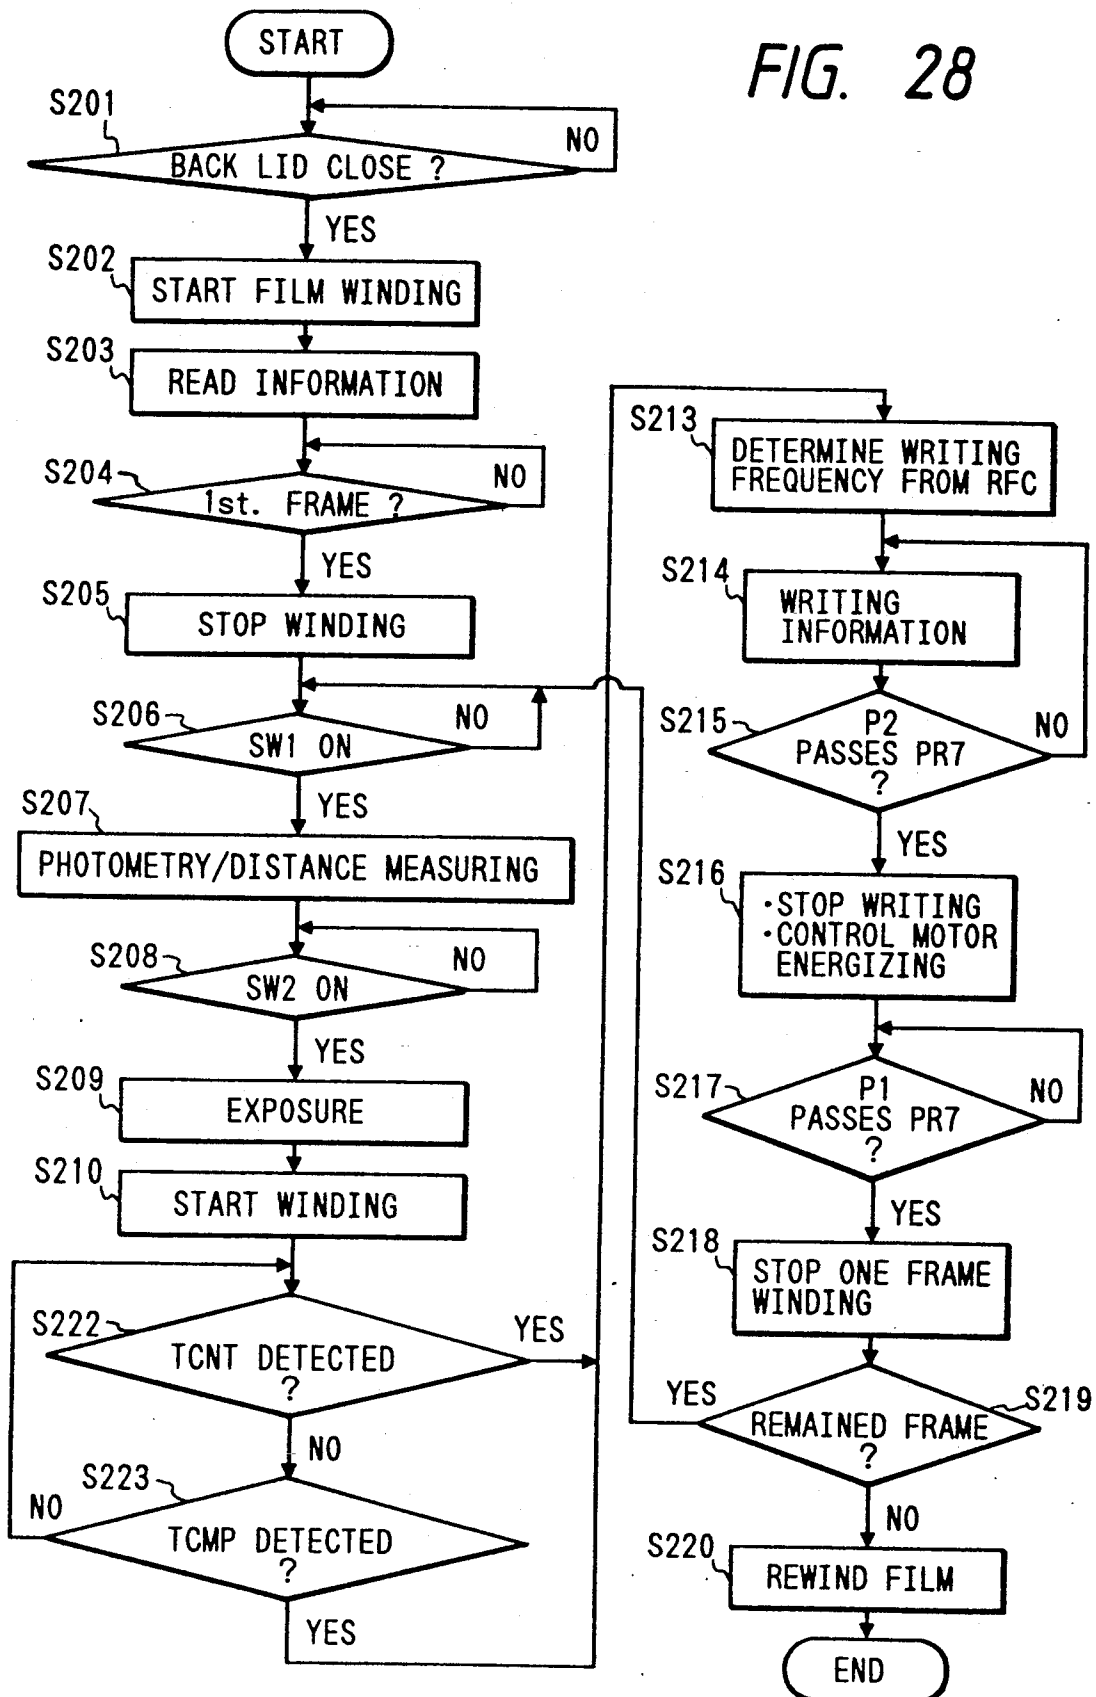 FIG. 28
START
S201
BACK LID CLOSE ?
NO
YES
S202
START FILM WINDING
S203
READ INFORMATION
S204
1st. FRAME ?
NO
YES
S205
STOP WINDING
S206
SW1 ON
NO
YES
S207
PHOTOMETRY/DISTANCE MEASURING
S208
SW2 ON
NO
YES
S209
EXPOSURE
S210
START WINDING
S222
TCNT DETECTED
?
YES
NO
S223
TCMP DETECTED
?
NO
YES
S213
DETERMINE WRITING
FREQUENCY FROM RFC
S214
WRITING
INFORMATION
S215
P2
PASSES PR7
?
NO
YES
S216
·STOP WRITING
·CONTROL MOTOR
ENERGIZING
S217
P1
PASSES PR7
?
NO
YES
S218
STOP ONE FRAME
WINDING
S219
REMAINED FRAME
?
YES
NO
S220
REWIND FILM
END